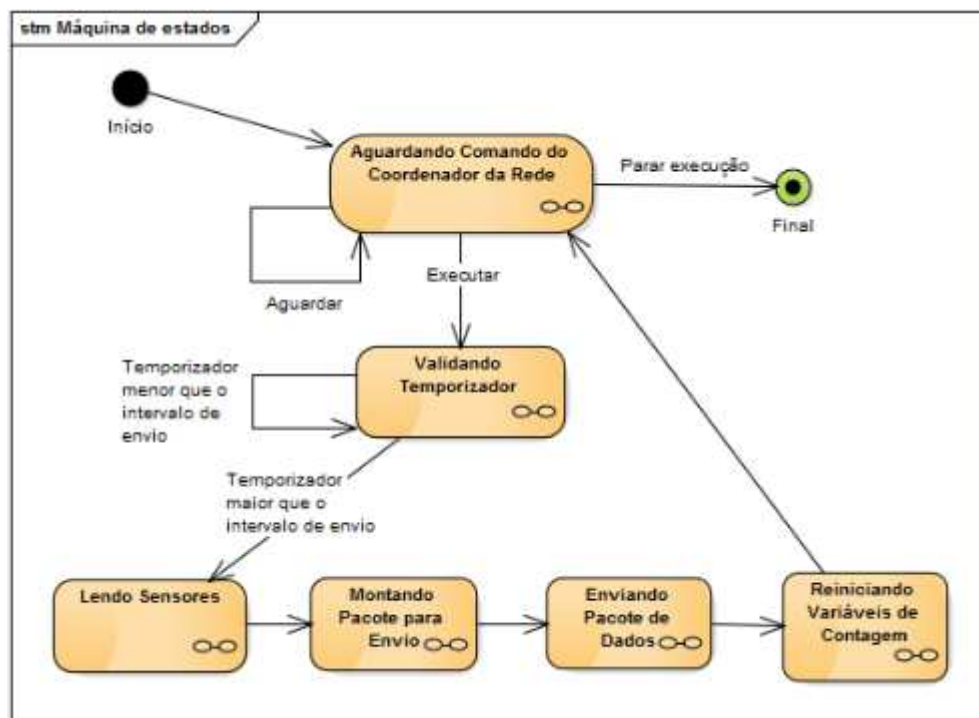 stm Máquina de estados
Início
Aguardando Comando do
Coordenador da Rede
Parar execução
Final
Aguardar
Executar
Validando
Temporizador
Temporizador
menor que o
intervalo de
envio
Temporizador
maior que o
intervalo de envio
Lendo Sensores
Montando
Pacote para
Envio
Enviando
Pacote de
Dados
Reiniciando
Variáveis de
Contagem